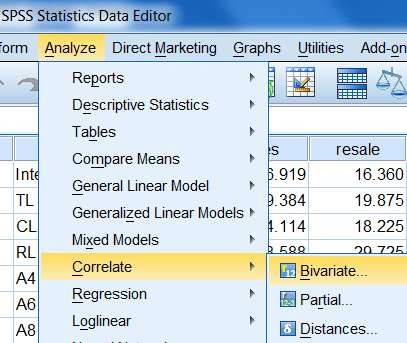 SPSS Statistics Data Editor
form Analyze Direct Marketing Graphs Utilities Add-on
Reports
Descriptive Statistics
Tables
Compare Means
es resale
General Linear Model
Inte 6.919 16.360
Generalized Linear Models
TL 9.384 19.875
Mixed Models
CL 4.114 18.225
RL 8.588 29.725
Correlate
A4 Bivariate...
Regression
A6 Partial...
Loglinear
A8 Distances...